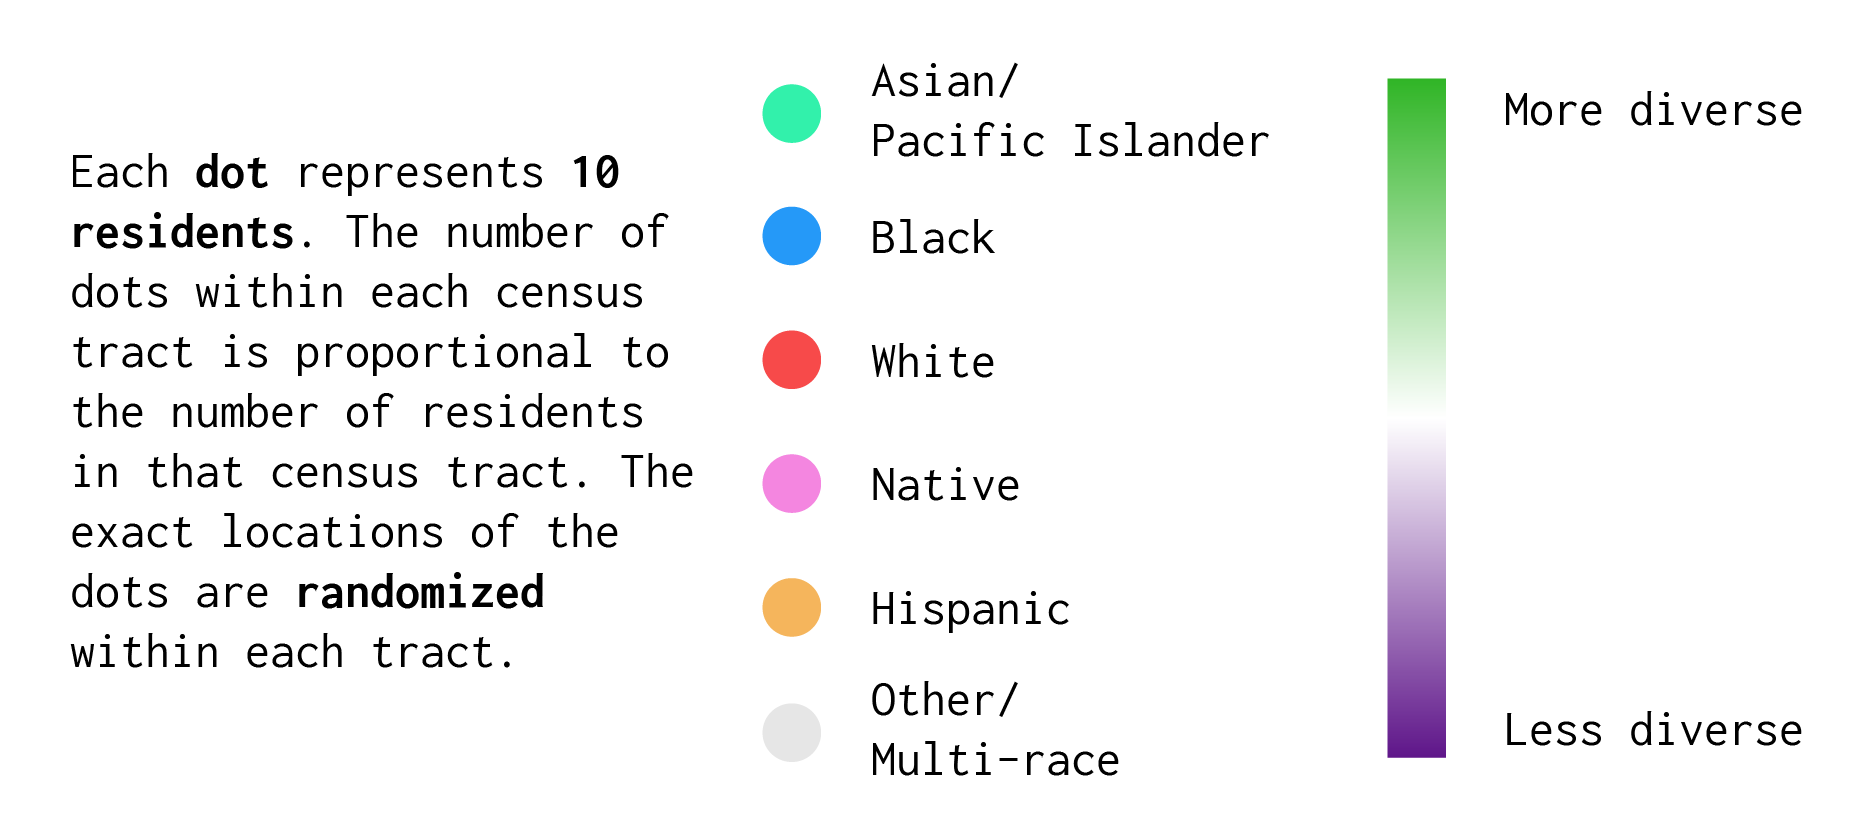 Each dot represents 10
residents. The number of
dots within each census
tract is proportional to
the number of residents
in that census tract. The
exact locations of the
dots are randomized
within each tract.
Asian/
Pacific Islander
Black
White
Native
Hispanic
Other/
Multi-race
More diverse
Less diverse